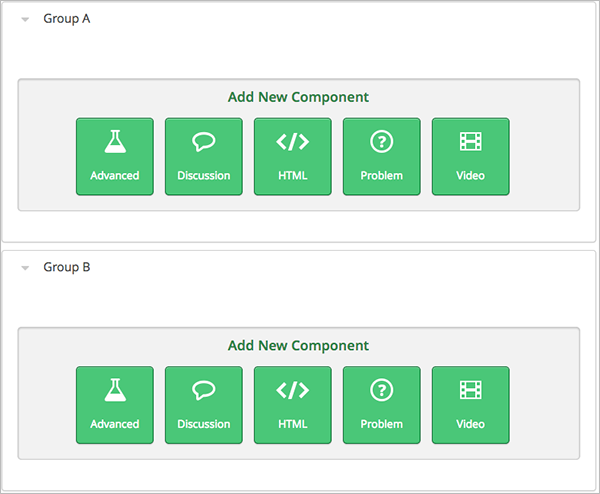 Group A
Add New Component
Advanced Discussion HTML Problem Video
Group B
Add New Component
Advanced Discussion HTML Problem Video